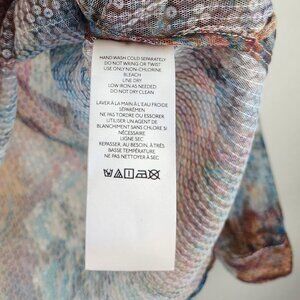 HAND WASH COLD SEPARATELY
DO NOT WRING OR TWIST
USE ONLY NON-CHLORINE
BLEACH
LINE DRY
LOW IRON AS NEEDED
DO NOT DRY CLEAN
LAVER À LA MAIN À L'EAU FROIDE
SÉPARÉMEN
NE PAS TORDRE OU ESTORER
UTILISER UN AGENT DE
BLANCHIMENT SANS CHLORE SI
NÉCESSAIRE
LIGNE SEC
REPASSER, AU BESOIN, À TRÈS
BASSE TEMPÉRATURE
NE PAS NETTOYER À SEC